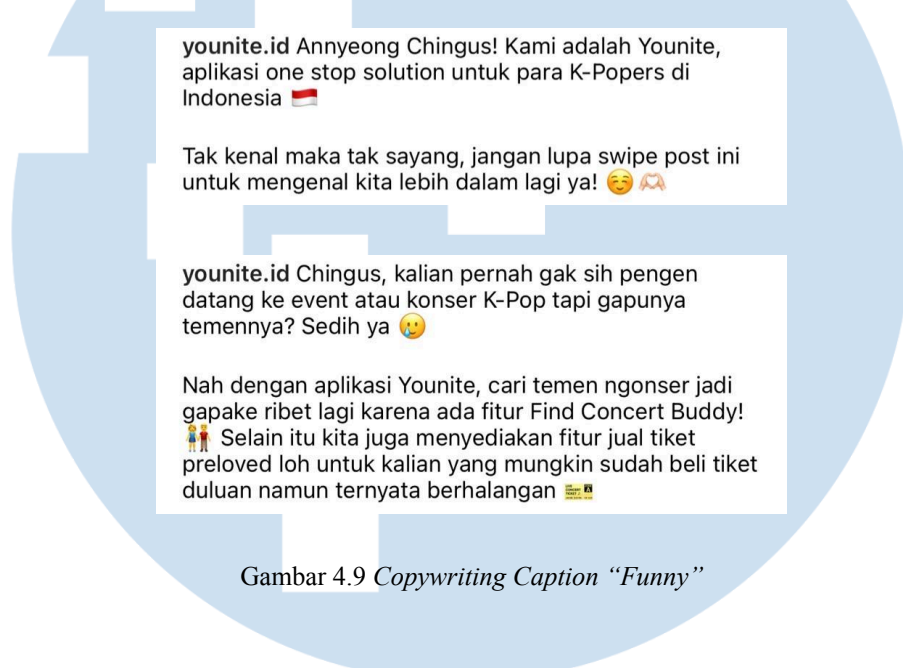 younite.id Annyeong Chingus! Kami adalah Younite,
aplikasi one stop solution untuk para K-Popers di
Indonesia 🇮🇩
Tak kenal maka tak sayang, jangan lupa swipe post ini
untuk mengenal kita lebih dalam lagi ya! ☺️ 🫶🏻
younite.id Chingus, kalian pernah gak sih pengen
datang ke event atau konser K-Pop tapi gapunya
temennya? Sedih ya 🥲
Nah dengan aplikasi Younite, cari temen ngonser jadi
gapake ribet lagi karena ada fitur Find Concert Buddy!
👫 Selain itu kita juga menyediakan fitur jual tiket
preloved loh untuk kalian yang mungkin sudah beli tiket
duluan namun ternyata berhalangan 🎫
Gambar 4.9 Copywriting Caption “Funny”